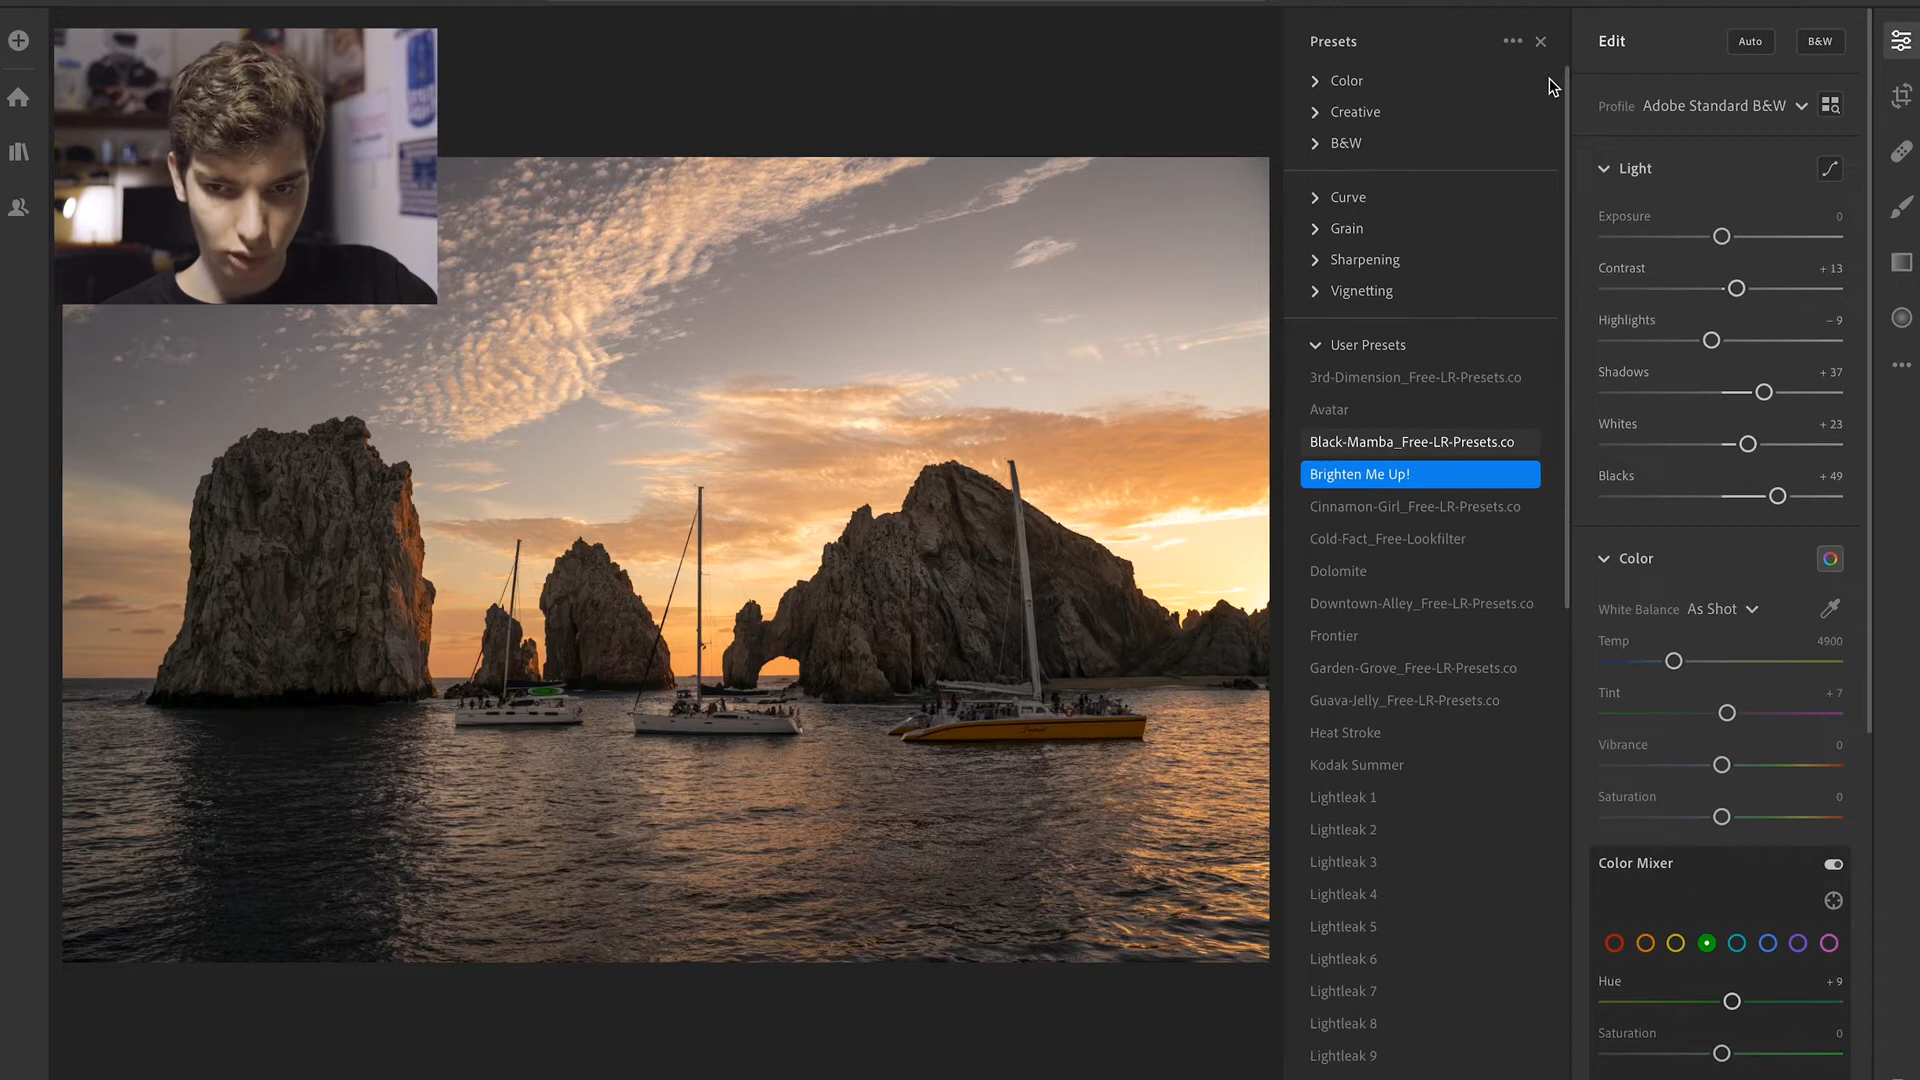 Presets
Color
Creative
B&W
Curve
Grain
Sharpening
Vignetting
User Presets
3rd-Dimension_Free-LR-Presets.co
Avatar
Black-Mamba_Free-LR-Presets.co
Brighten Me Up!
Cinnamon-Girl_Free-LR-Presets.co
Cold-Fact_Free-Lookfilter
Dolomite
Downtown-Alley_Free-LR-Presets.co
Frontier
Garden-Grove_Free-LR-Presets.co
Guava-Jelly_Free-LR-Presets.co
Heat Stroke
Kodak Summer
Lightleak 1
Lightleak 2
Lightleak 3
Lightleak 4
Lightleak 5
Lightleak 6
Lightleak 7
Lightleak 8
Lightleak 9
Edit Auto B&W
Profile Adobe Standard B&W
Light
Exposure 0
Contrast + 13
Highlights – 9
Shadows + 37
Whites + 23
Blacks + 49
Color
White Balance As Shot
Temp 4900
Tint + 7
Vibrance 0
Saturation 0
Color Mixer
Hue + 9
Saturation 0